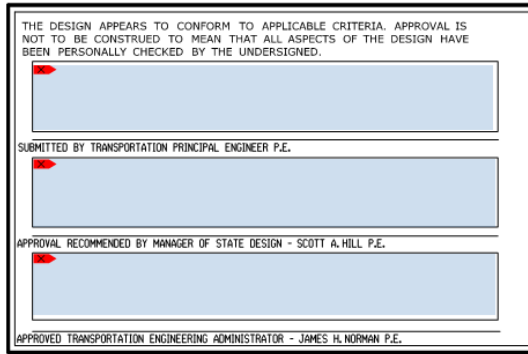 THE DESIGN APPEARS TO CONFORM TO APPLICABLE CRITERIA. APPROVAL IS
NOT TO BE CONSTRUED TO MEAN THAT ALL ASPECTS OF THE DESIGN HAVE
BEEN PERSONALLY CHECKED BY THE UNDERSIGNED.
SUBMITTED BY TRANSPORTATION PRINCIPAL ENGINEER P.E.
APPROVAL RECOMMENDED BY MANAGER OF STATE DESIGN - SCOTT A. HILL P.E.
APPROVED TRANSPORTATION ENGINEERING ADMINISTRATOR - JAMES H. NORMAN P.E.